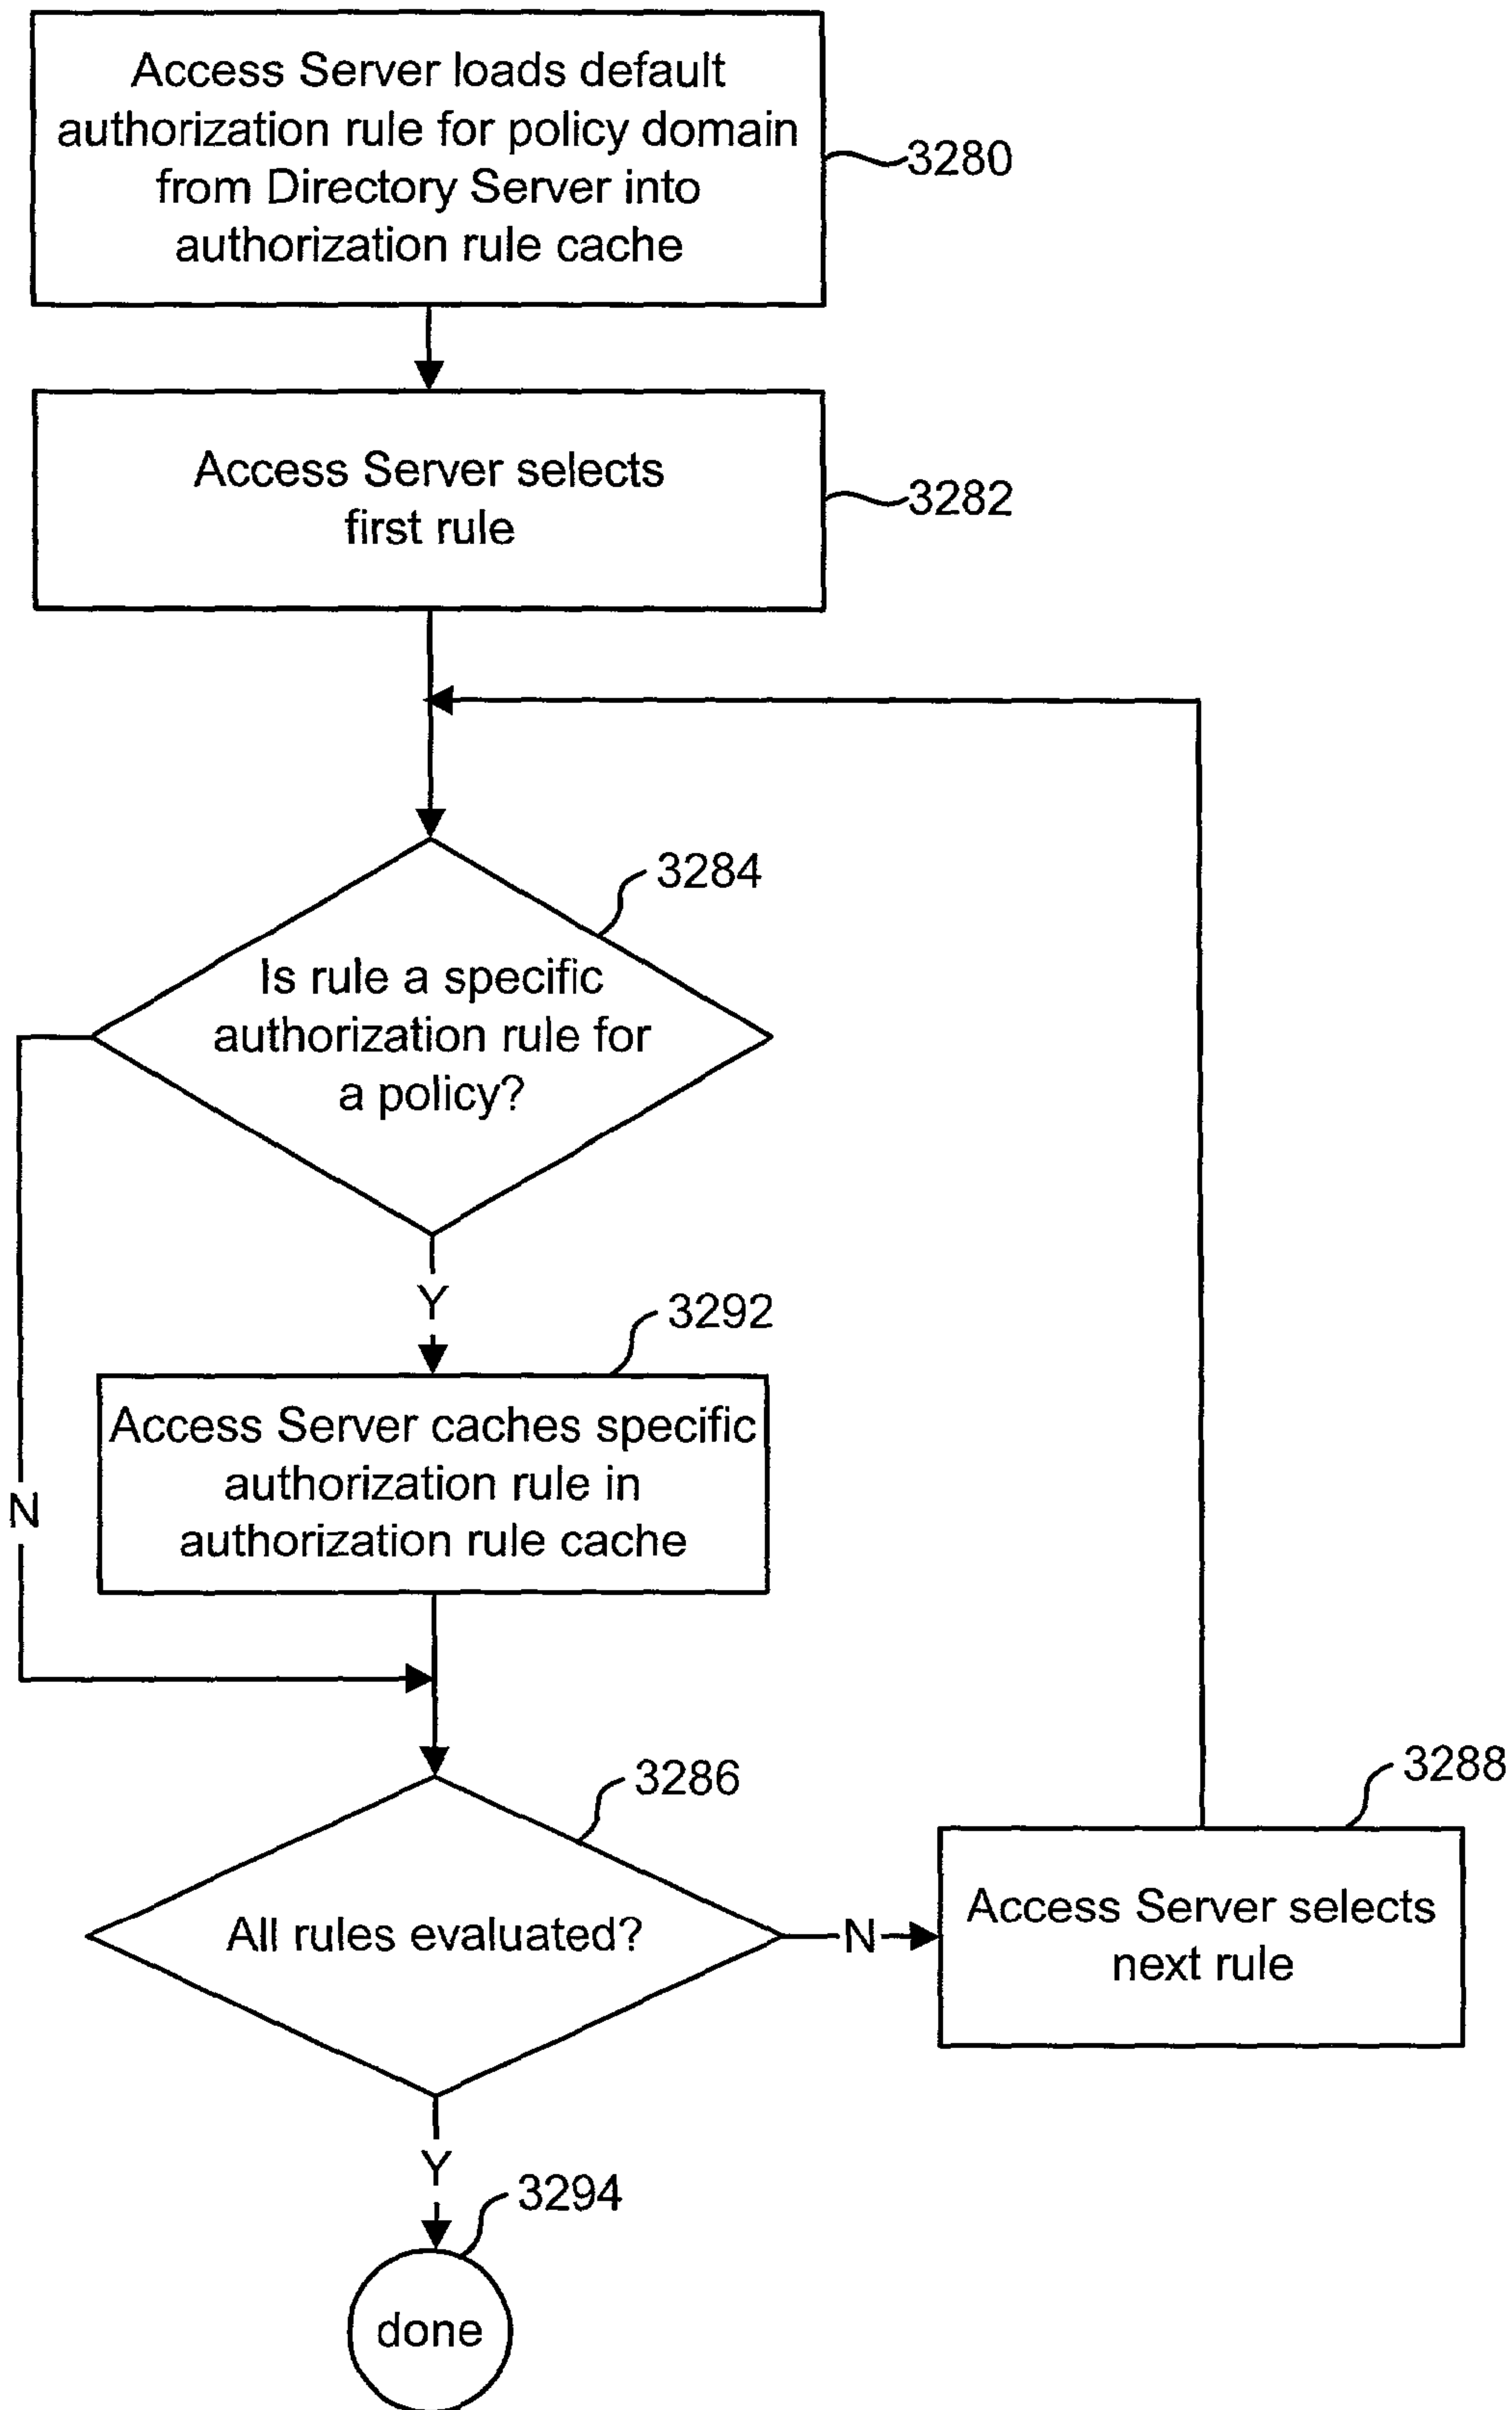 Access Server loads default
authorization rule for policy domain
from Directory Server into
authorization rule cache
3280
Access Server selects
first rule
3282
3284
Is rule a specific
authorization rule for
a policy?
Y
3292
Access Server caches specific
authorization rule in
authorization rule cache
N
3286
All rules evaluated?
N
3288
Access Server selects
next rule
Y
3294
done